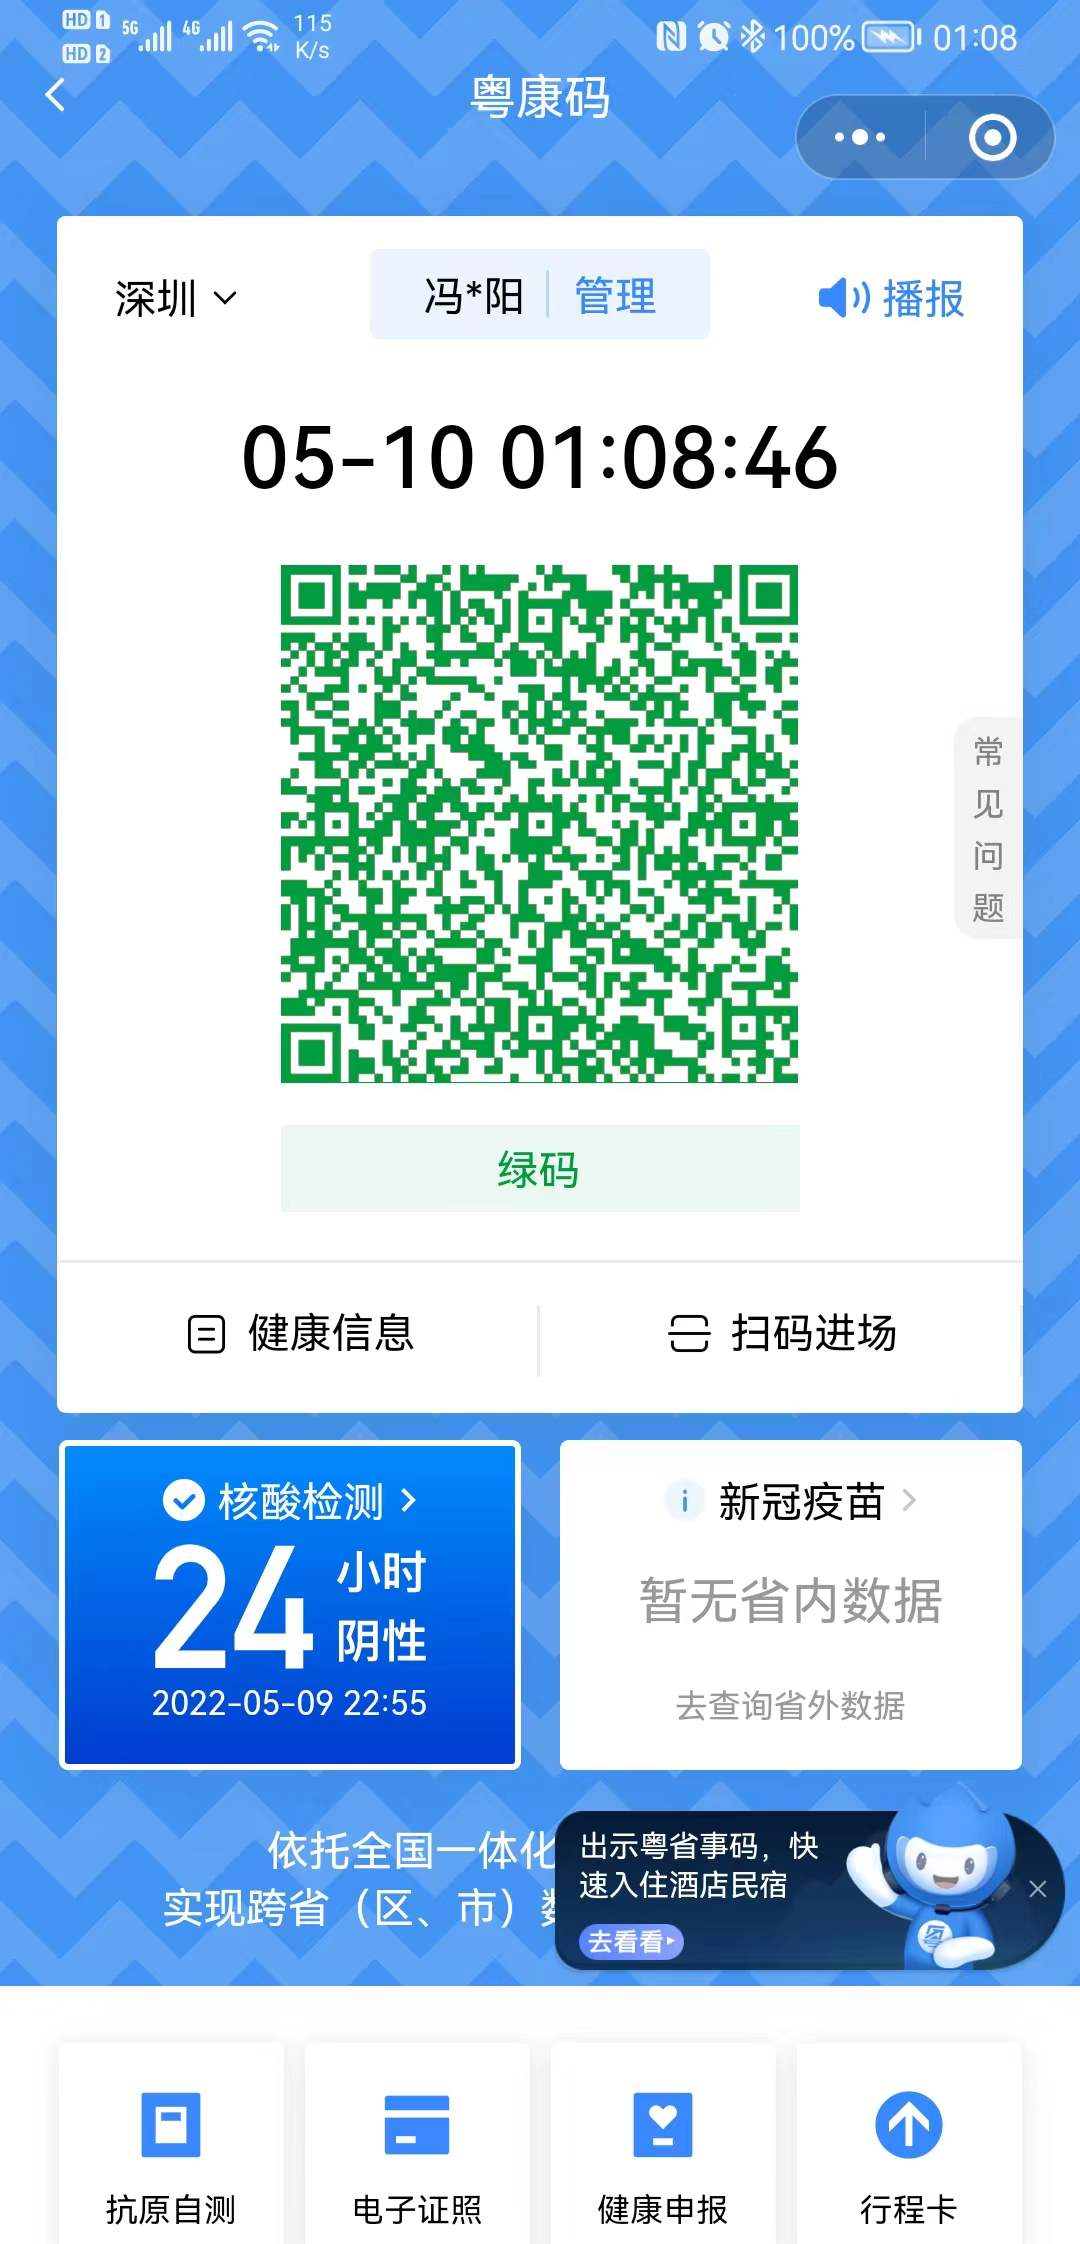 HD 1 5G 4G 115 K/s 100% 01:08
HD 2
粤康码
深圳 冯*阳 管理 播报
05-10 01:08:46
常见问题
绿码
健康信息 扫码进场
核酸检测
24小时阴性
2022-05-09 22:55
新冠疫苗
暂无省内数据
去查询省外数据
依托全国一体化
实现跨省（区、市）
出示粤省事码，快
速入住酒店民宿
去看看
抗原自测 电子证照 健康申报 行程卡